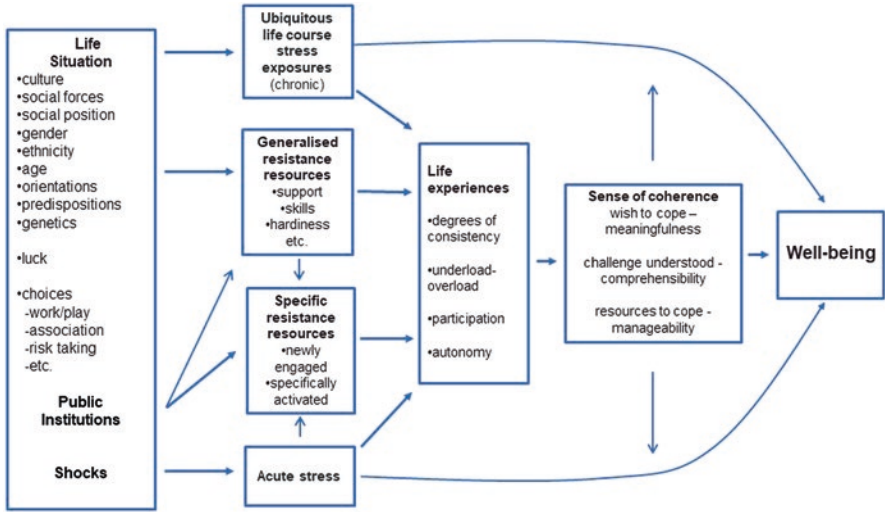 Life
Situation
•culture
•social forces
•social position
•gender
•ethnicity
•age
•orientations
•predispositions
•genetics
•luck
•choices
-work/play
-association
-risk taking
-etc.
Public
Institutions
Shocks
Ubiquitous
life course
stress
exposures
(chronic)
Generalised
resistance
resources
•support
•skills
•hardiness
etc.
Specific
resistance
resources
•newly
engaged
•specifically
activated
Acute stress
Life
experiences
•degrees of
consistency
•underload-
overload
•participation
•autonomy
Sense of coherence
wish to cope –
meaningfulness
challenge understood -
comprehensibility
resources to cope -
manageability
Well-being